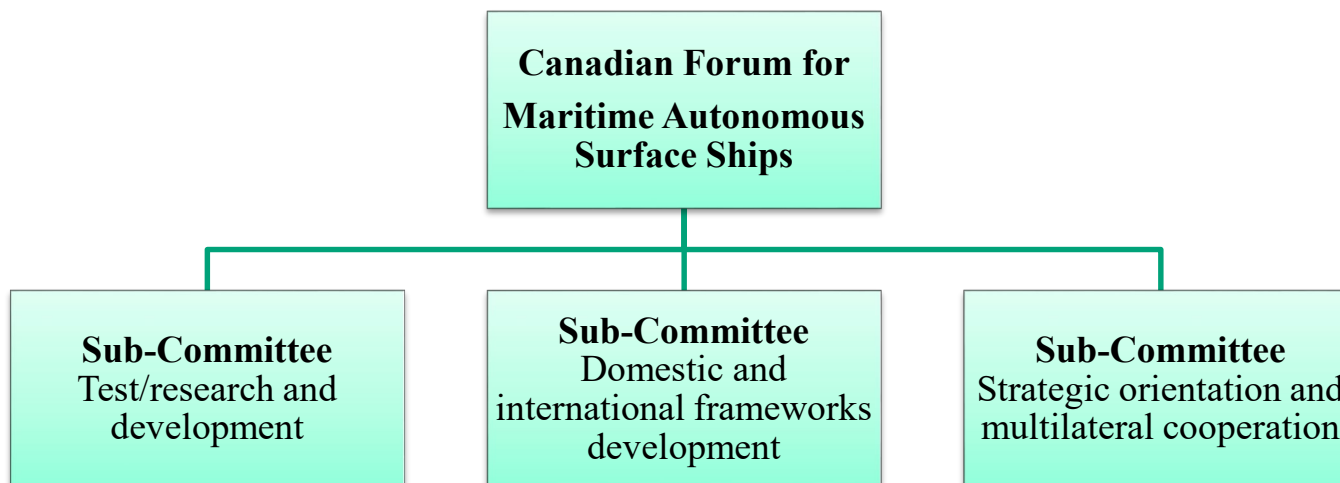 Canadian Forum for
Maritime Autonomous
Surface Ships
Sub-Committee
Test/research and
development
Sub-Committee
Domestic and
international frameworks
development
Sub-Committee
Strategic orientation and
multilateral cooperation